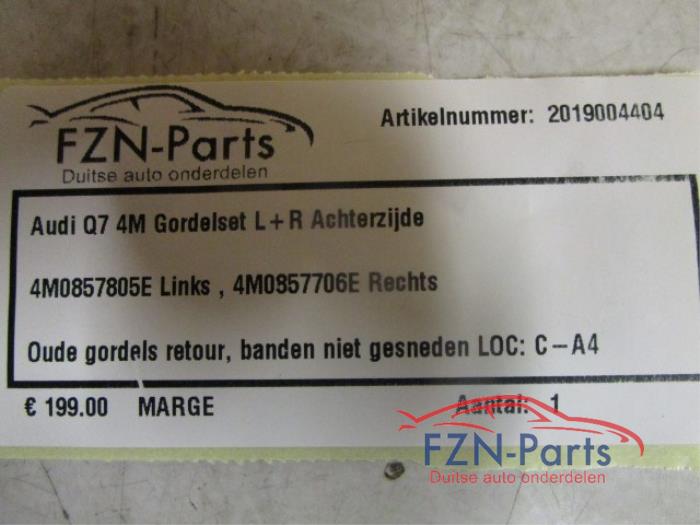 FZN-Parts
Duitse auto onderdelen
Artikelnummer: 2019004404
Audi Q7 4M Gordelset L+R Achterzijde
4M0857805E Links , 4M0857706E Rechts
Oude gordels retour, banden niet gesneden LOC: C-A4
€ 199.00 MARGE Aantal: 1
FZN-Parts
Duitse auto onderdelen